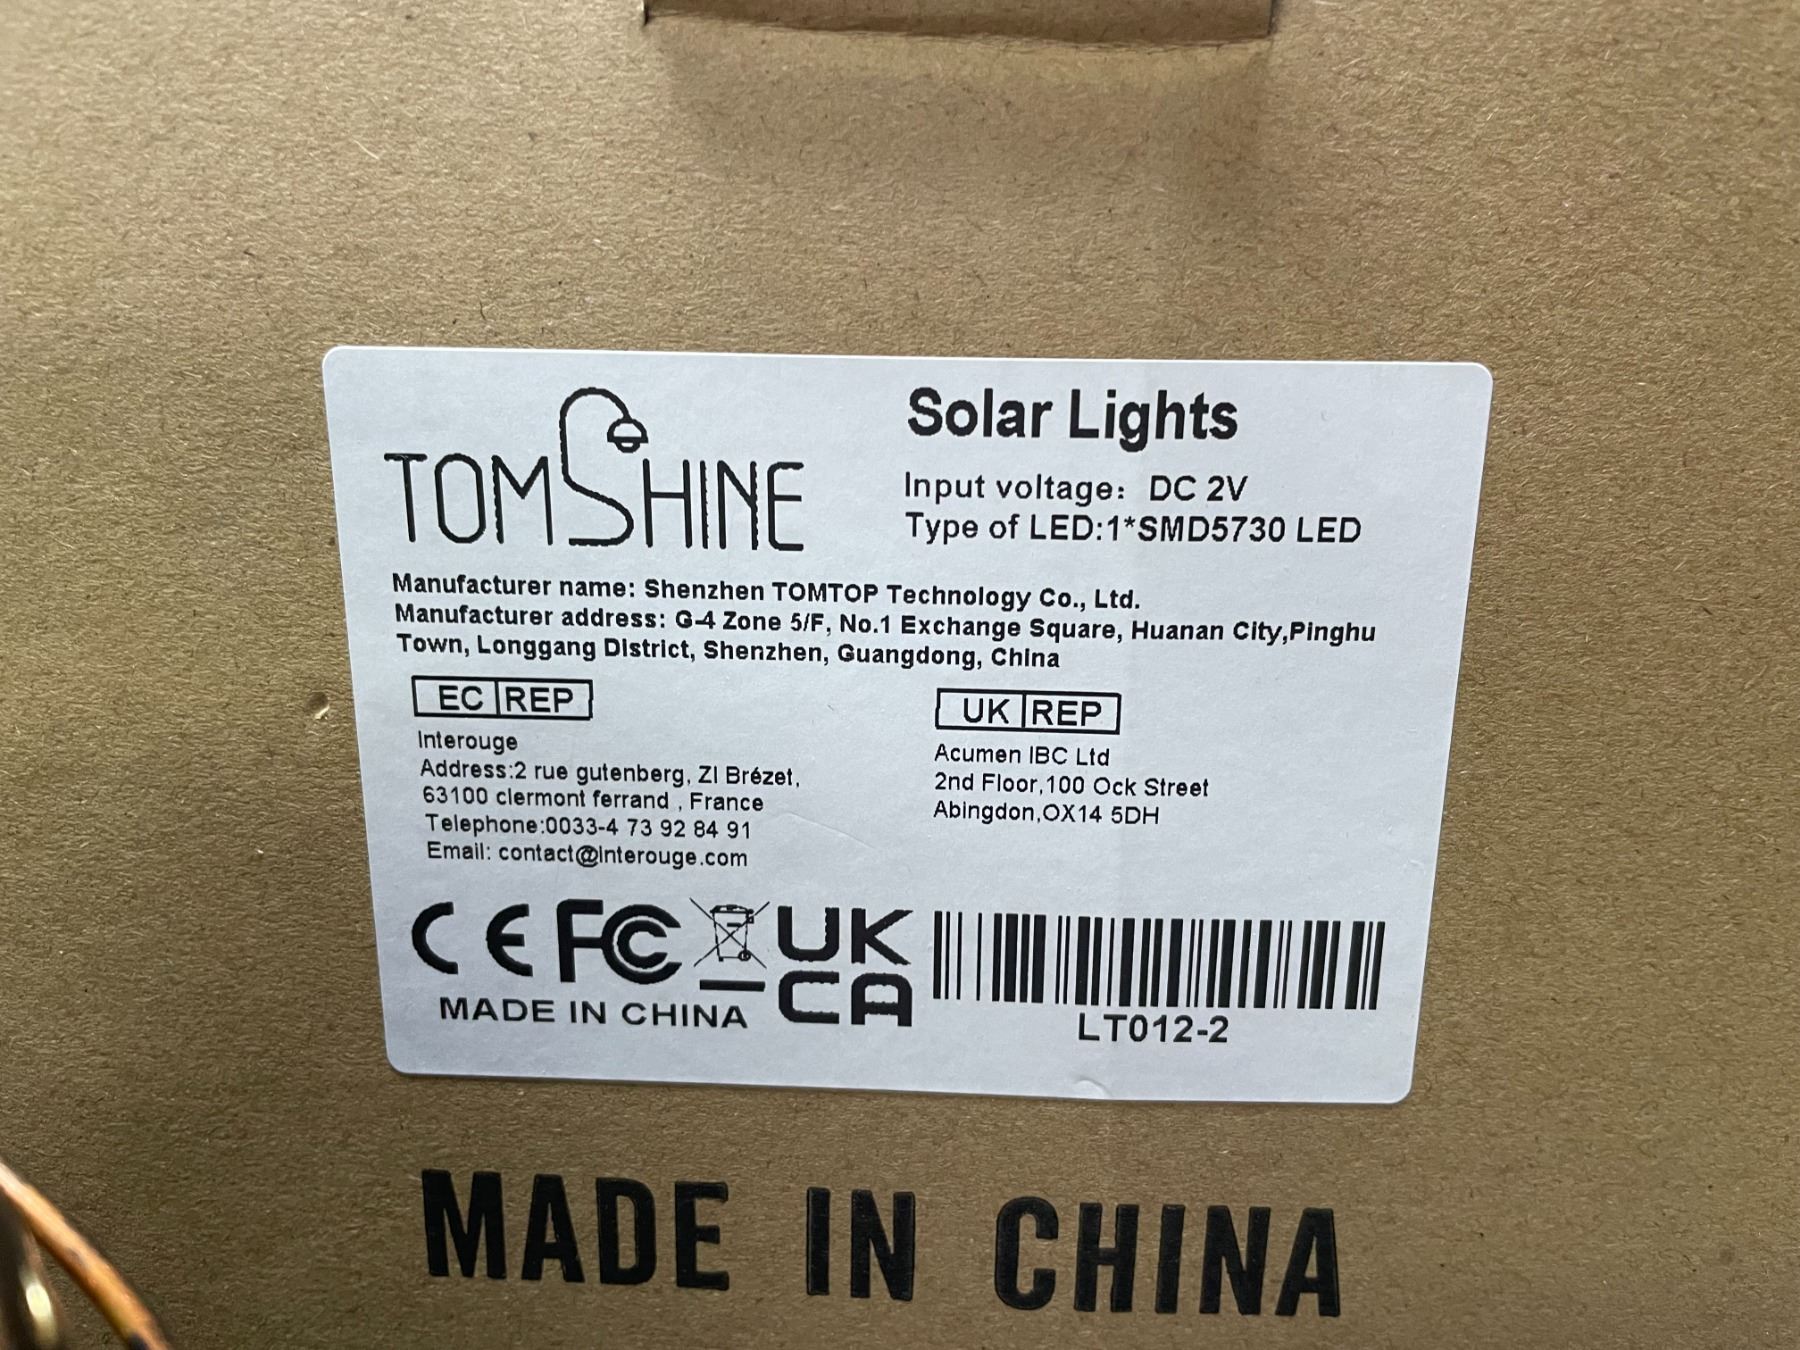 TOMSHINE
Solar Lights
Input voltage: DC 2V
Type of LED:1*SMD5730 LED
Manufacturer name: Shenzhen TOMTOP Technology Co., Ltd.
Manufacturer address: G-4 Zone 5/F, No.1 Exchange Square, Huanan City,Pinghu
Town, Longgang District, Shenzhen, Guangdong, China
EC REP
Interouge
Address:2 rue gutenberg, ZI Brézet,
63100 clermont ferrand , France
Telephone:0033-4 73 92 84 91
Email: contact@interouge.com
UK REP
Acumen IBC Ltd
2nd Floor,100 Ock Street
Abingdon,OX14 5DH
CE FC UK
CA
MADE IN CHINA
LT012-2
MADE IN CHINA